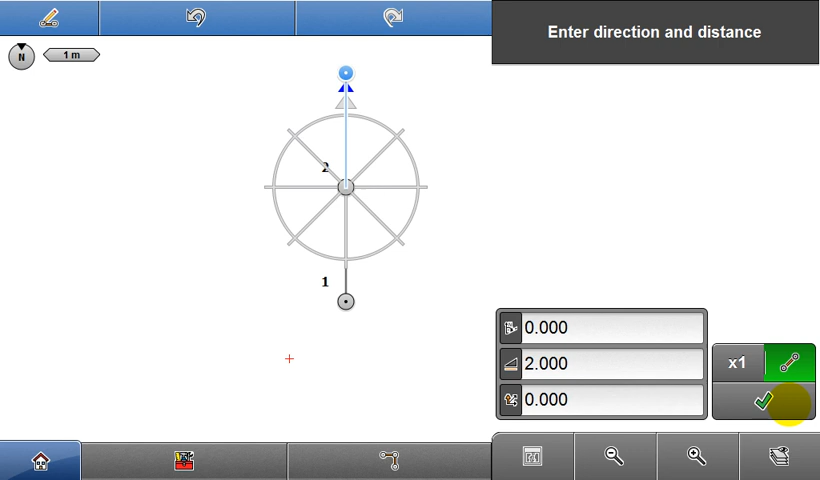 Enter direction and distance
N
1 m
2
1
0.000
2.000
x1
0.000